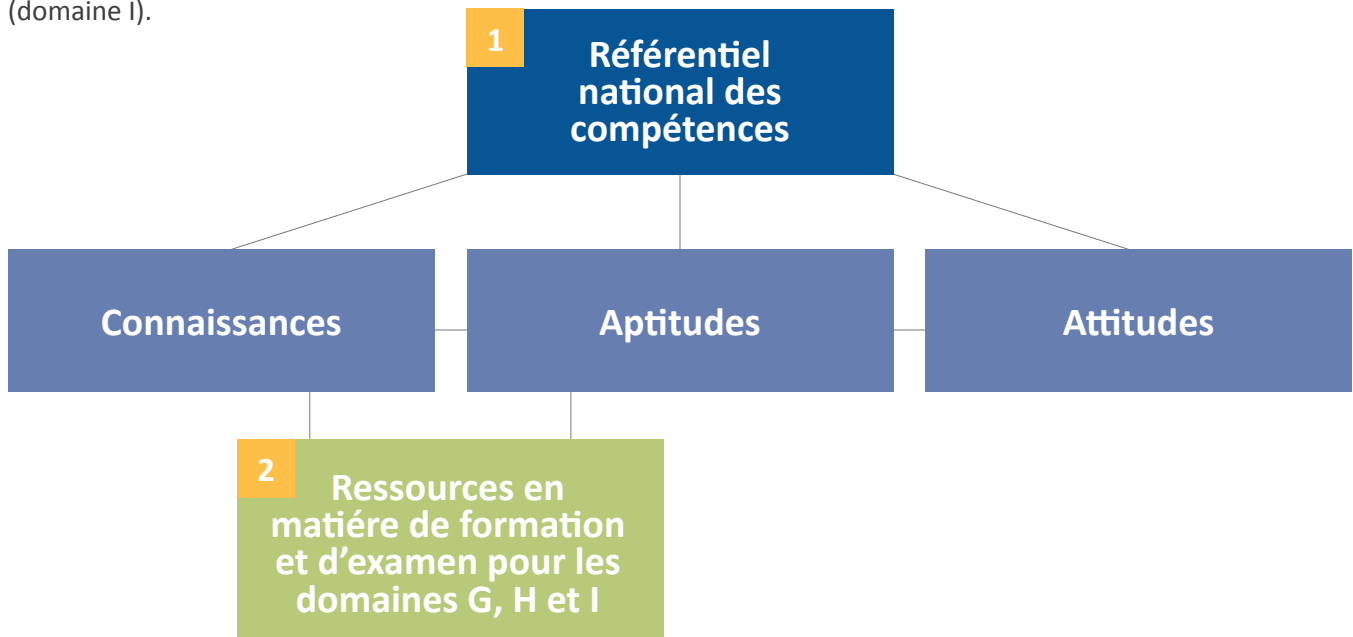 (domaine I).
1
Référentiel
national des
compétences
Connaissances
Aptitudes
Attitudes
2
Ressources en
matiére de formation
et d’examen pour les
domaines G, H et I